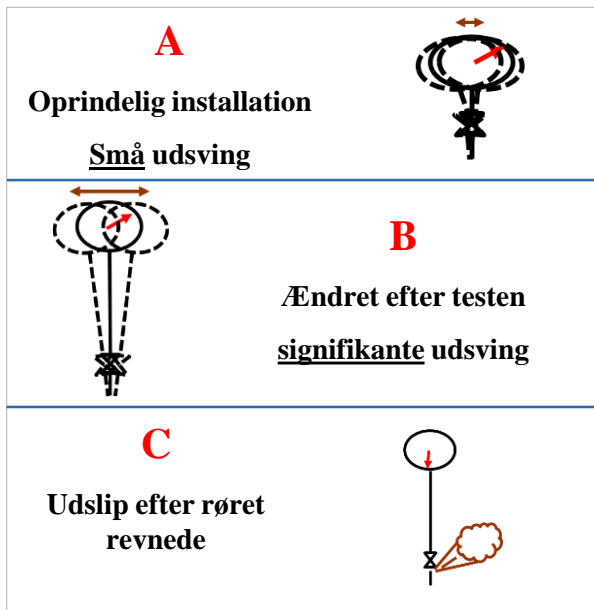 A
Oprindelig installation
Små udsving
B
Ændret efter testen
signifikante udsving
C
Udslip efter røret
revnede